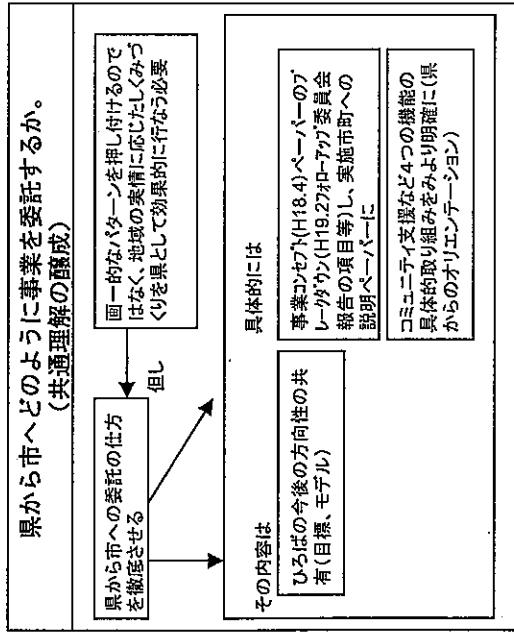 県から市へどのように事業を委託するか。
(共通理解の醸成)
県から市への委託の仕方
を徹底させる
但し
画一的なパターンを押し付けるので
はなく、地域の実情に応じたしくみづ
くりを県として効果的に行なう必要
その内容は
ひろばの今後の方向性の共
有(目標、モデル)
具体的には
事業コンセプト(H18.4)ペーパーのブ
レークダウン(H19.2フォローアップ委員会
報告の項目等)し、実施市町への
説明ペーパーに
コミュニティ支援など4つの機能の
具体的取り組みをみより明確に(県
からのオリエンテーション)